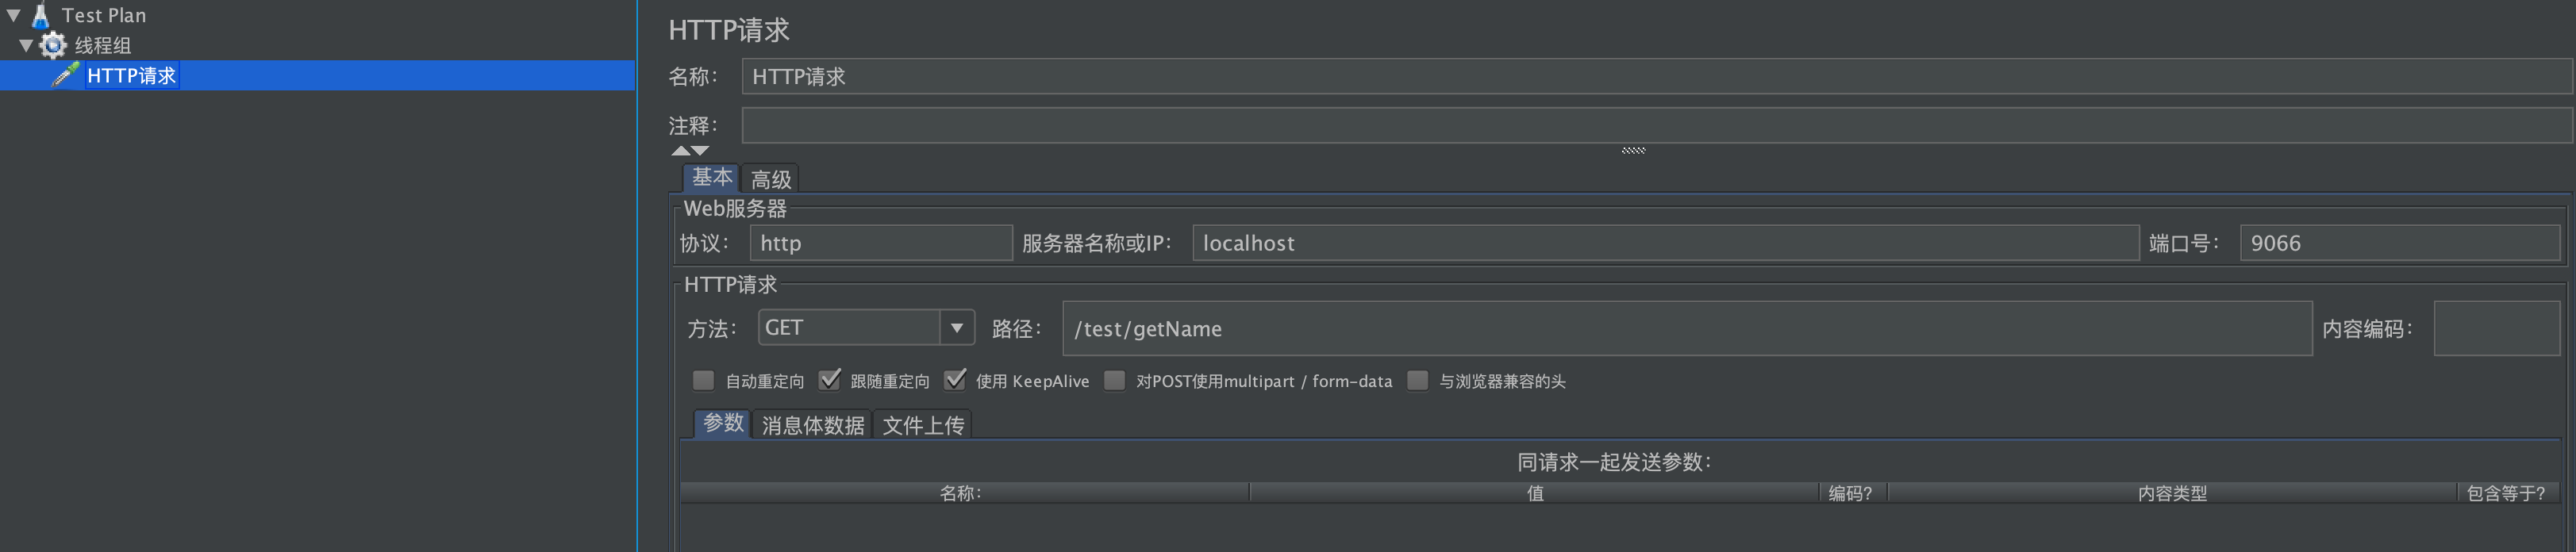 Test Plan
线程组
HTTP请求
HTTP请求
名称： HTTP请求
注释：
基本 高级
Web服务器
协议： http 服务器名称或IP： localhost 端口号： 9066
HTTP请求
方法： GET 路径： /test/getName 内容编码：
自动重定向 跟随重定向 使用 KeepAlive 对POST使用multipart / form-data 与浏览器兼容的头
参数 消息体数据 文件上传
同请求一起发送参数：
名称： 值 编码? 内容类型 包含等于?